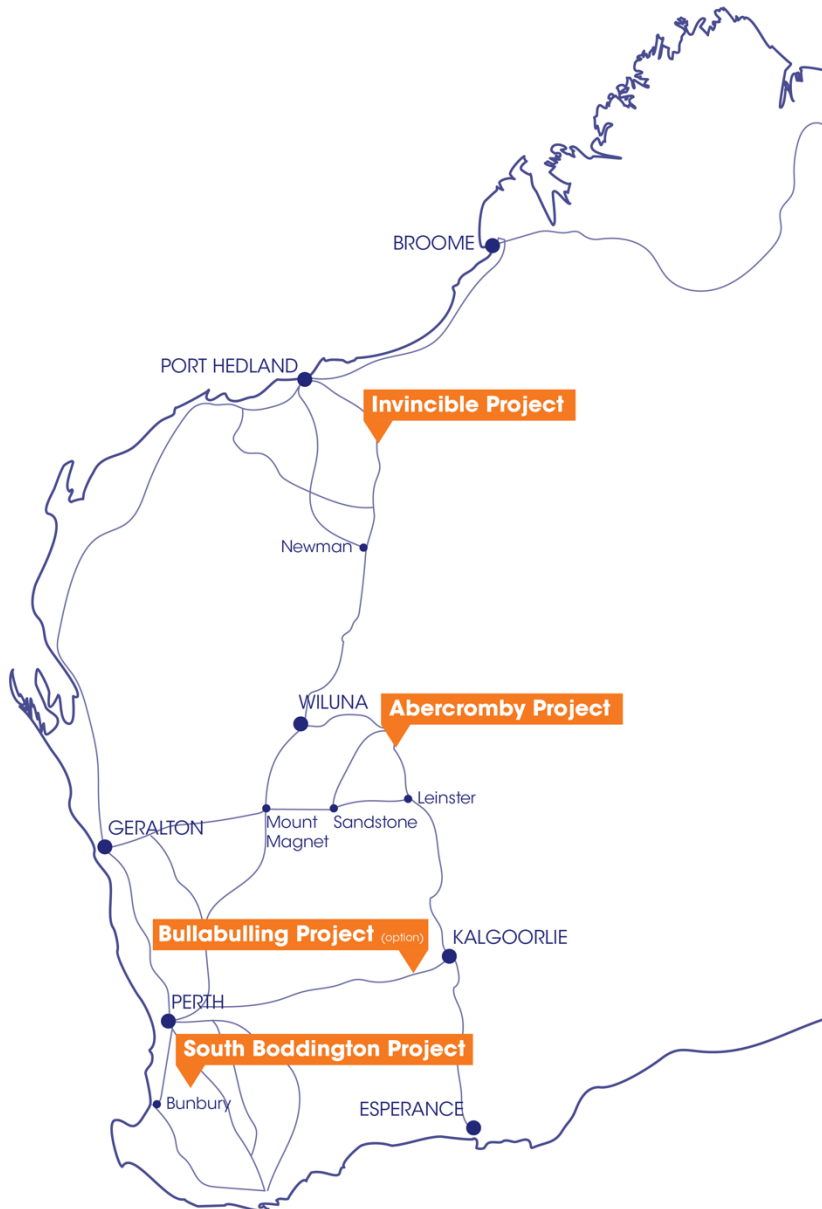 BROOME
PORT HEDLAND
Invincible Project
Newman
WILUNA
Abercromby Project
Leinster
Mount
Magnet
Sandstone
GERALTON
Bullabulling Project (option)
KALGOORLIE
PERTH
South Boddington Project
Bunbury
ESPERANCE